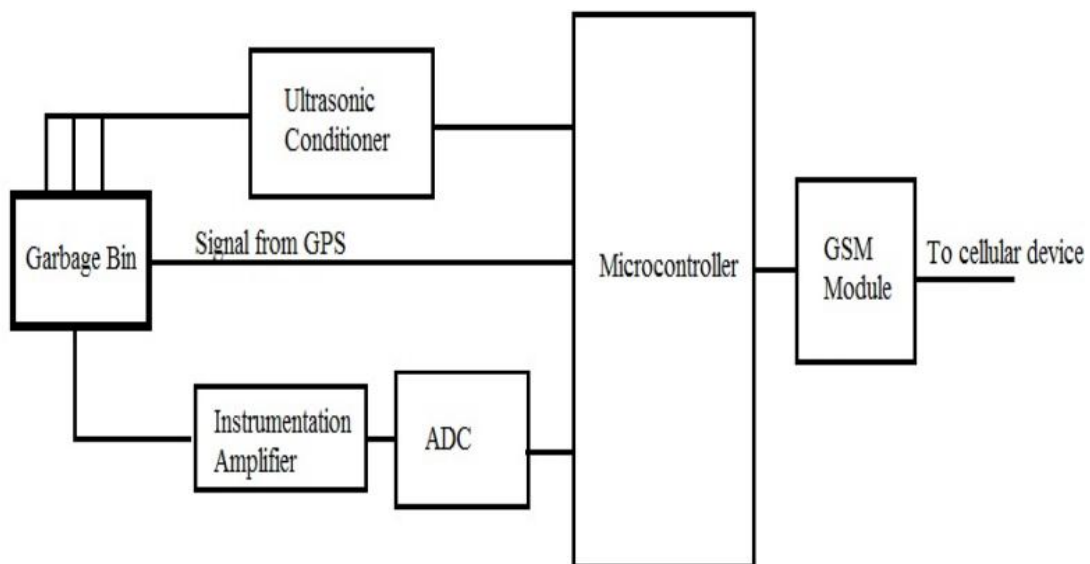 Ultrasonic
Conditioner
Garbage Bin
Signal from GPS
Microcontroller
GSM
Module
To cellular device
Instrumentation
Amplifier
ADC